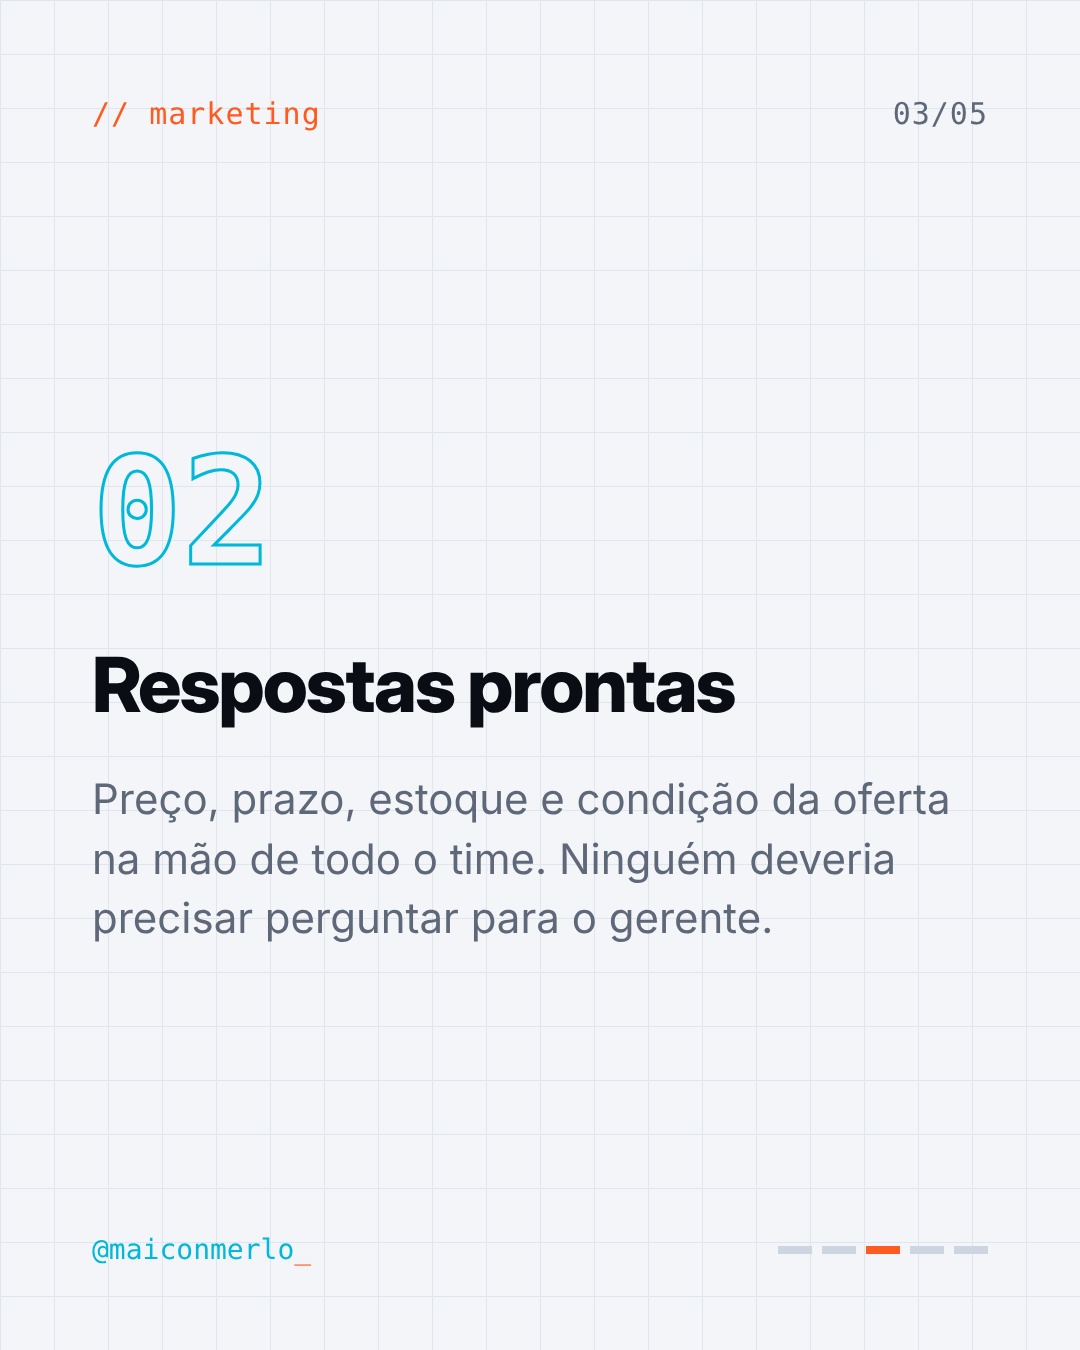 // marketing
03/05
02
Respostas prontas
Preço, prazo, estoque e condição da oferta
na mão de todo o time. Ninguém deveria
precisar perguntar para o gerente.
@maiconmerlo_